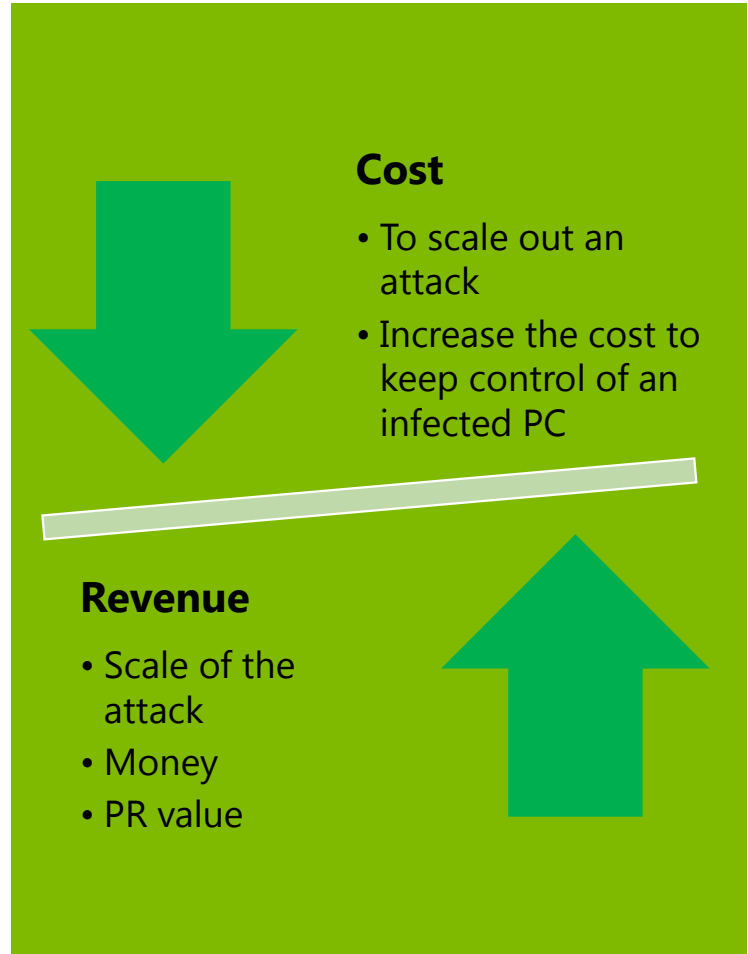 Cost
• To scale out an
attack
• Increase the cost to
keep control of an
infected PC
Revenue
• Scale of the
attack
• Money
• PR value